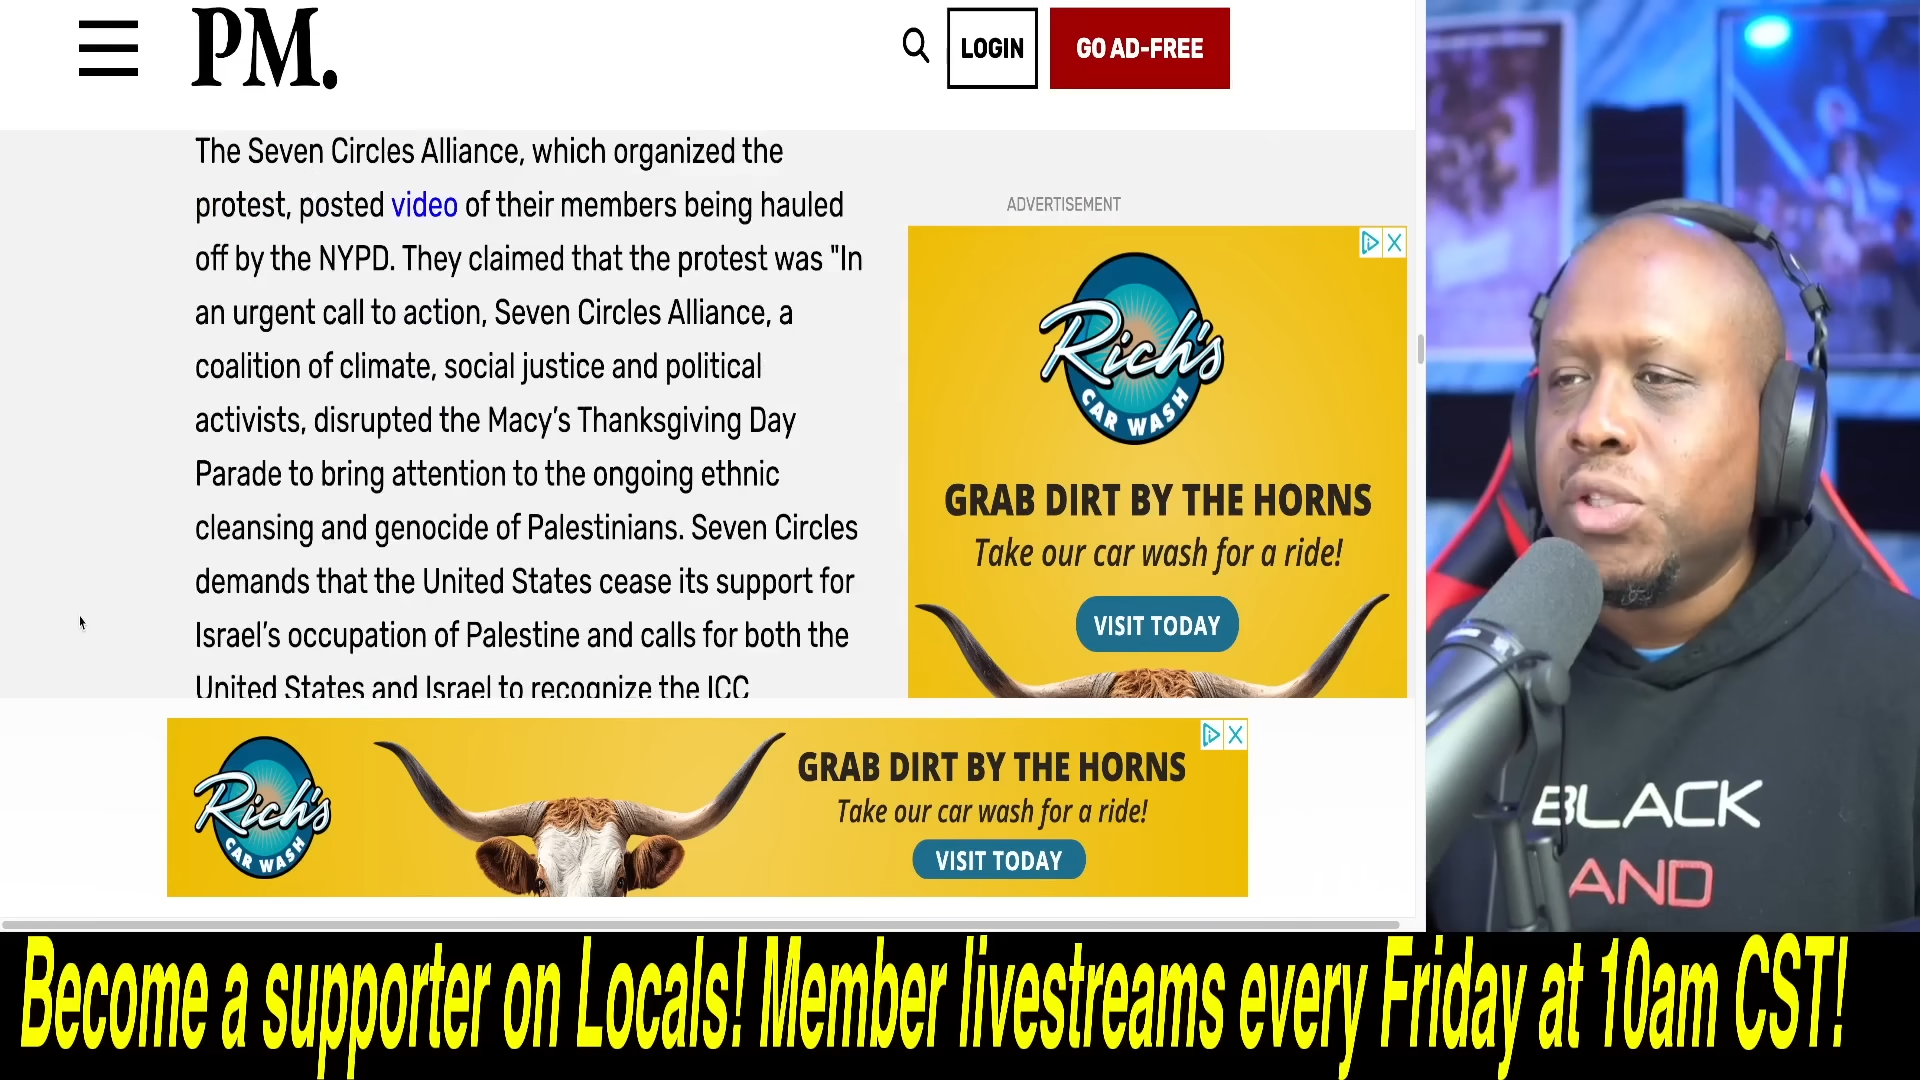 PM.
LOGIN
GO AD-FREE
The Seven Circles Alliance, which organized the
protest, posted video of their members being hauled
off by the NYPD. They claimed that the protest was "In
an urgent call to action, Seven Circles Alliance, a
coalition of climate, social justice and political
activists, disrupted the Macy’s Thanksgiving Day
Parade to bring attention to the ongoing ethnic
cleansing and genocide of Palestinians. Seven Circles
demands that the United States cease its support for
Israel’s occupation of Palestine and calls for both the
United States and Israel to recognize the ICC
ADVERTISEMENT
Rich's
CAR WASH
GRAB DIRT BY THE HORNS
Take our car wash for a ride!
VISIT TODAY
Rich's
CAR WASH
GRAB DIRT BY THE HORNS
Take our car wash for a ride!
VISIT TODAY
BLACK
AND
Become a supporter on Locals! Member livestreams every Friday at 10am CST!